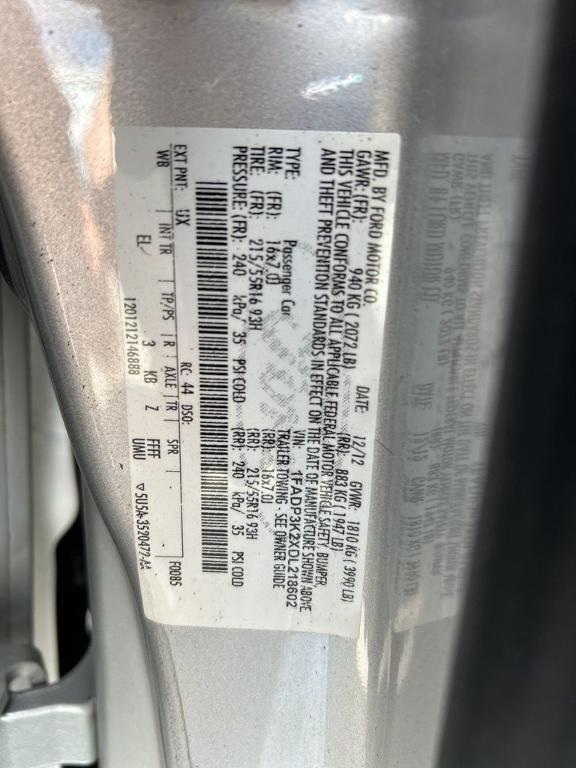 MFD. BY FORD MOTOR CO.
DATE: 12/12 GVWR: 1810 KG ( 3990 LB)
GAWR: (FR): 940 KG ( 2072 LB) (RR): 883 KG ( 1947 LB)
THIS VEHICLE CONFORMS TO ALL APPLICABLE FEDERAL MOTOR VEHICLE SAFETY, BUMPER,
AND THEFT PREVENTION STANDARDS IN EFFECT ON THE DATE OF MANUFACTURE SHOWN ABOVE
VIN: 1FADP3K2XDL218602
TYPE: Passenger Car TRAILER TOWING - SEE OWNER GUIDE
RIM: (FR): 16x7.0J (RR): 16x7.0J
TIRE: (FR): 215/55R16 93H (RR): 215/55R16 93H
PRESSURE: (FR): 240 kPa/ 35 PSI COLD (RR): 240 kPa/ 35 PSI COLD
EXT PNT: UX RC: 44 DSO: F0085
WB INT TR TP/PS R AXLE TR SPR
EL 3 KB 7 FFFF
UMU
1201212146888 5U5A-3520472-AA